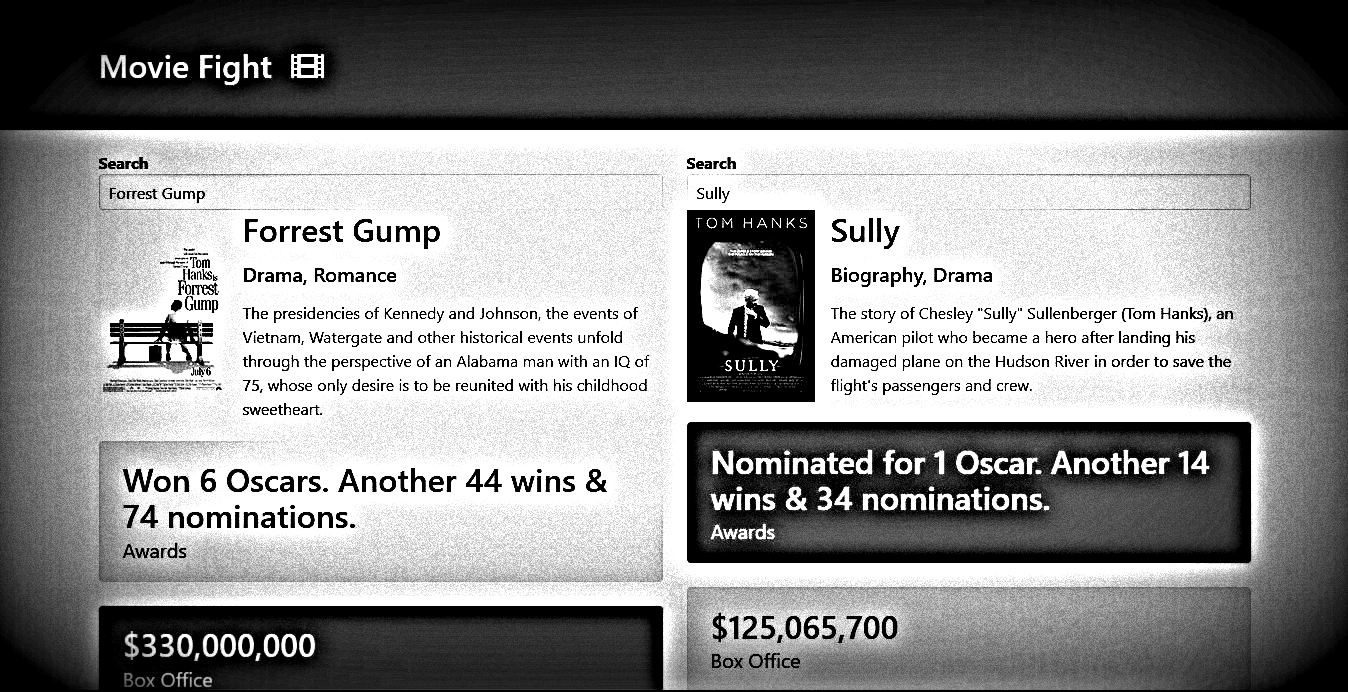 Movie Fight
Search
Forrest Gump
Forrest Gump
Drama, Romance
The presidencies of Kennedy and Johnson, the events of
Vietnam, Watergate and other historical events unfold
through the perspective of an Alabama man with an IQ of
75, whose only desire is to be reunited with his childhood
sweetheart.
Tom
Hanks is
Forrest
Gump
July 6
Won 6 Oscars. Another 44 wins &
74 nominations.
Awards
$330,000,000
Box Office
Search
Sully
TOM HANKS
SULLY
Sully
Biography, Drama
The story of Chesley "Sully" Sullenberger (Tom Hanks), an
American pilot who became a hero after landing his
damaged plane on the Hudson River in order to save the
flight's passengers and crew.
Nominated for 1 Oscar. Another 14
wins & 34 nominations.
Awards
$125,065,700
Box Office